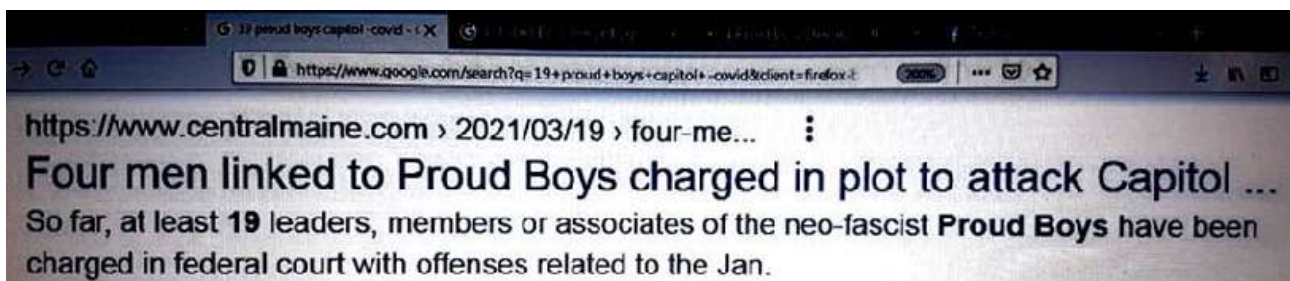 19 proud boys capitol -covid -
https://www.google.com/search?q=19+proud+boys+capitol+-covid&client=firefox-b
200%
https://www.centralmaine.com › 2021/03/19 › four-me...
Four men linked to Proud Boys charged in plot to attack Capitol ...
So far, at least 19 leaders, members or associates of the neo-fascist Proud Boys have been
charged in federal court with offenses related to the Jan.